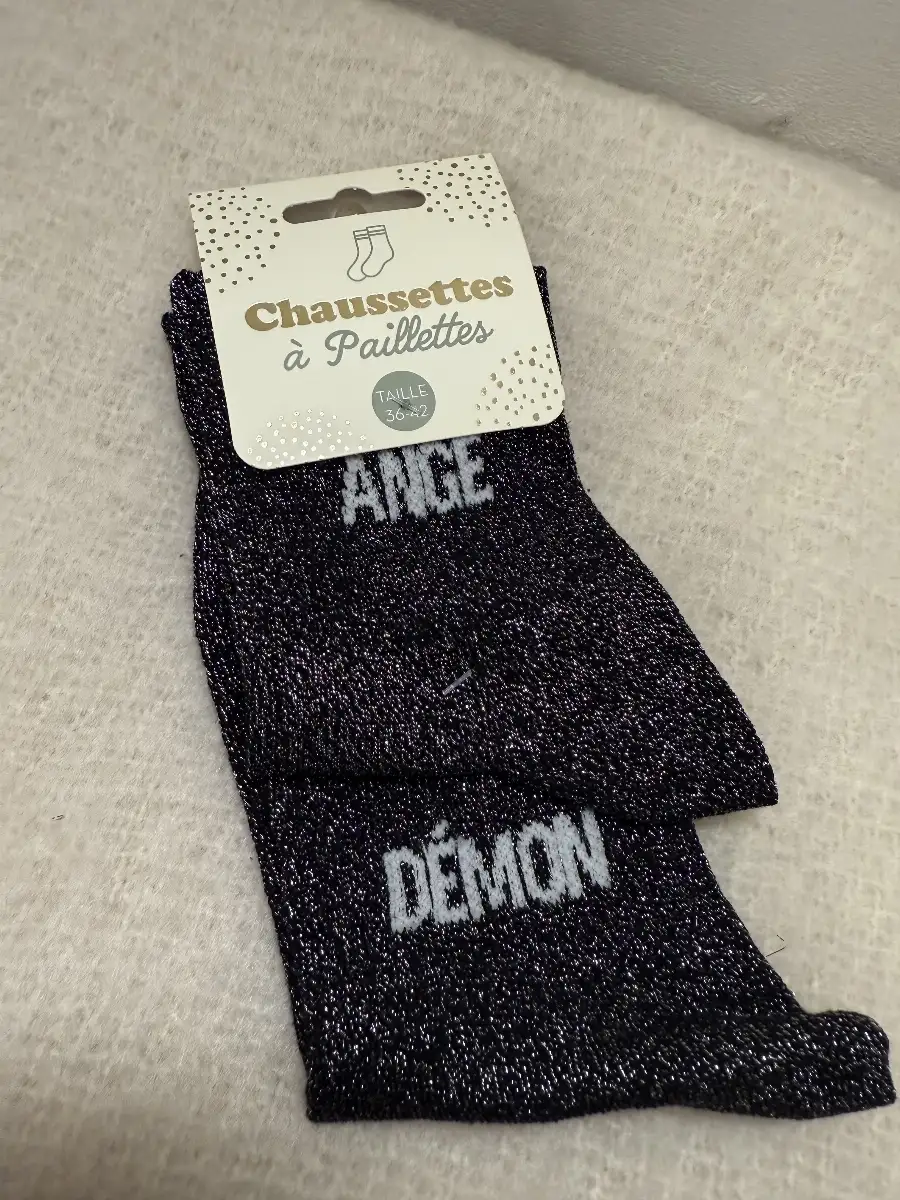 Chaussettes
à Paillettes
TAILLE
36-42
ANGE
DÉMON